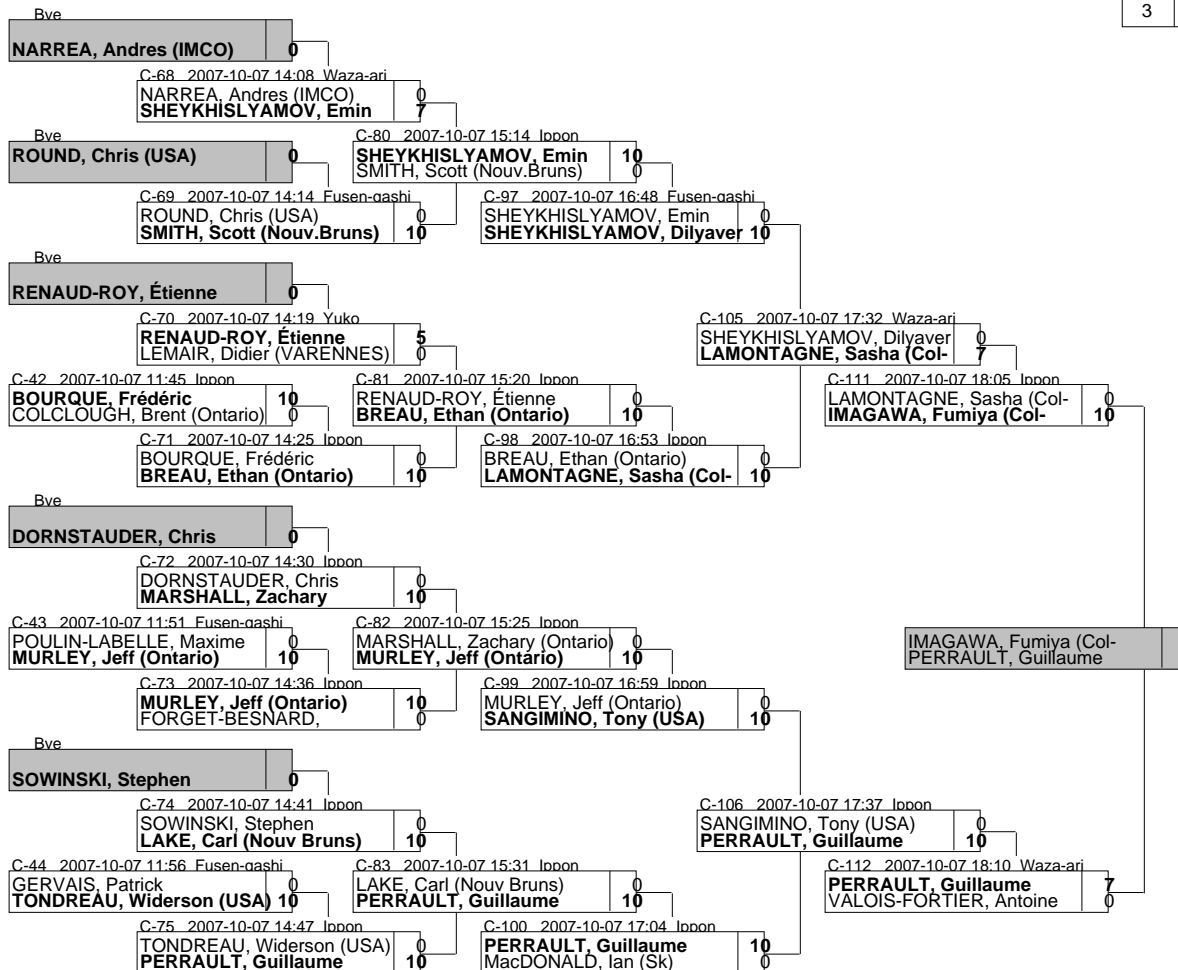 3
Bye
NARREA, Andres (IMCO) 0
C-68 2007-10-07 14:08 Waza-ari
NARREA, Andres (IMCO) 0
SHEYKHISLYAMOV, Emin 7
Bye
ROUND, Chris (USA) 0
C-80 2007-10-07 15:14 Ippon
SHEYKHISLYAMOV, Emin 10
SMITH, Scott (Nouv.Bruns) 0
C-69 2007-10-07 14:14 Fusen-gashi
ROUND, Chris (USA) 0
SMITH, Scott (Nouv.Bruns) 10
C-97 2007-10-07 16:48 Fusen-gashi
SHEYKHISLYAMOV, Emin 0
SHEYKHISLYAMOV, Dilyaver 10
Bye
RENAUD-ROY, Étienne 0
C-70 2007-10-07 14:19 Yuko
RENAUD-ROY, Étienne 5
LEMAIR, Didier (VARENNES) 0
C-105 2007-10-07 17:32 Waza-ari
SHEYKHISLYAMOV, Dilyaver 0
LAMONTAGNE, Sasha (Col- 7
C-42 2007-10-07 11:45 Ippon
BOURQUE, Frédéric 10
COLCLOUGH, Brent (Ontario) 0
C-81 2007-10-07 15:20 Ippon
RENAUD-ROY, Étienne 0
BREAU, Ethan (Ontario) 10
C-111 2007-10-07 18:05 Ippon
LAMONTAGNE, Sasha (Col- 0
IMAGAWA, Fumiya (Col- 10
C-71 2007-10-07 14:25 Ippon
BOURQUE, Frédéric 0
BREAU, Ethan (Ontario) 10
C-98 2007-10-07 16:53 Ippon
BREAU, Ethan (Ontario) 0
LAMONTAGNE, Sasha (Col- 10
Bye
DORNSTAUDER, Chris 0
C-72 2007-10-07 14:30 Ippon
DORNSTAUDER, Chris 0
MARSHALL, Zachary 10
C-43 2007-10-07 11:51 Fusen-gashi
POULIN-LABELLE, Maxime 0
MURLEY, Jeff (Ontario) 10
C-82 2007-10-07 15:25 Ippon
MARSHALL, Zachary (Ontario) 0
MURLEY, Jeff (Ontario) 10
IMAGAWA, Fumiya (Col-
PERRAULT, Guillaume
C-73 2007-10-07 14:36 Ippon
MURLEY, Jeff (Ontario) 10
FORGET-BESNARD, 0
C-99 2007-10-07 16:59 Ippon
MURLEY, Jeff (Ontario) 0
SANGIMINO, Tony (USA) 10
Bye
SOWINSKI, Stephen 0
C-74 2007-10-07 14:41 Ippon
SOWINSKI, Stephen 0
LAKE, Carl (Nouv Bruns) 10
C-106 2007-10-07 17:37 Ippon
SANGIMINO, Tony (USA) 0
PERRAULT, Guillaume 10
C-44 2007-10-07 11:56 Fusen-gashi
GERVAIS, Patrick 0
TONDREAU, Widerson (USA) 10
C-83 2007-10-07 15:31 Ippon
LAKE, Carl (Nouv Bruns) 0
PERRAULT, Guillaume 10
C-112 2007-10-07 18:10 Waza-ari
PERRAULT, Guillaume 7
VALOIS-FORTIER, Antoine 0
C-75 2007-10-07 14:47 Ippon
TONDREAU, Widerson (USA) 0
PERRAULT, Guillaume 10
C-100 2007-10-07 17:04 Ippon
PERRAULT, Guillaume 10
MacDONALD, Ian (Sk) 0